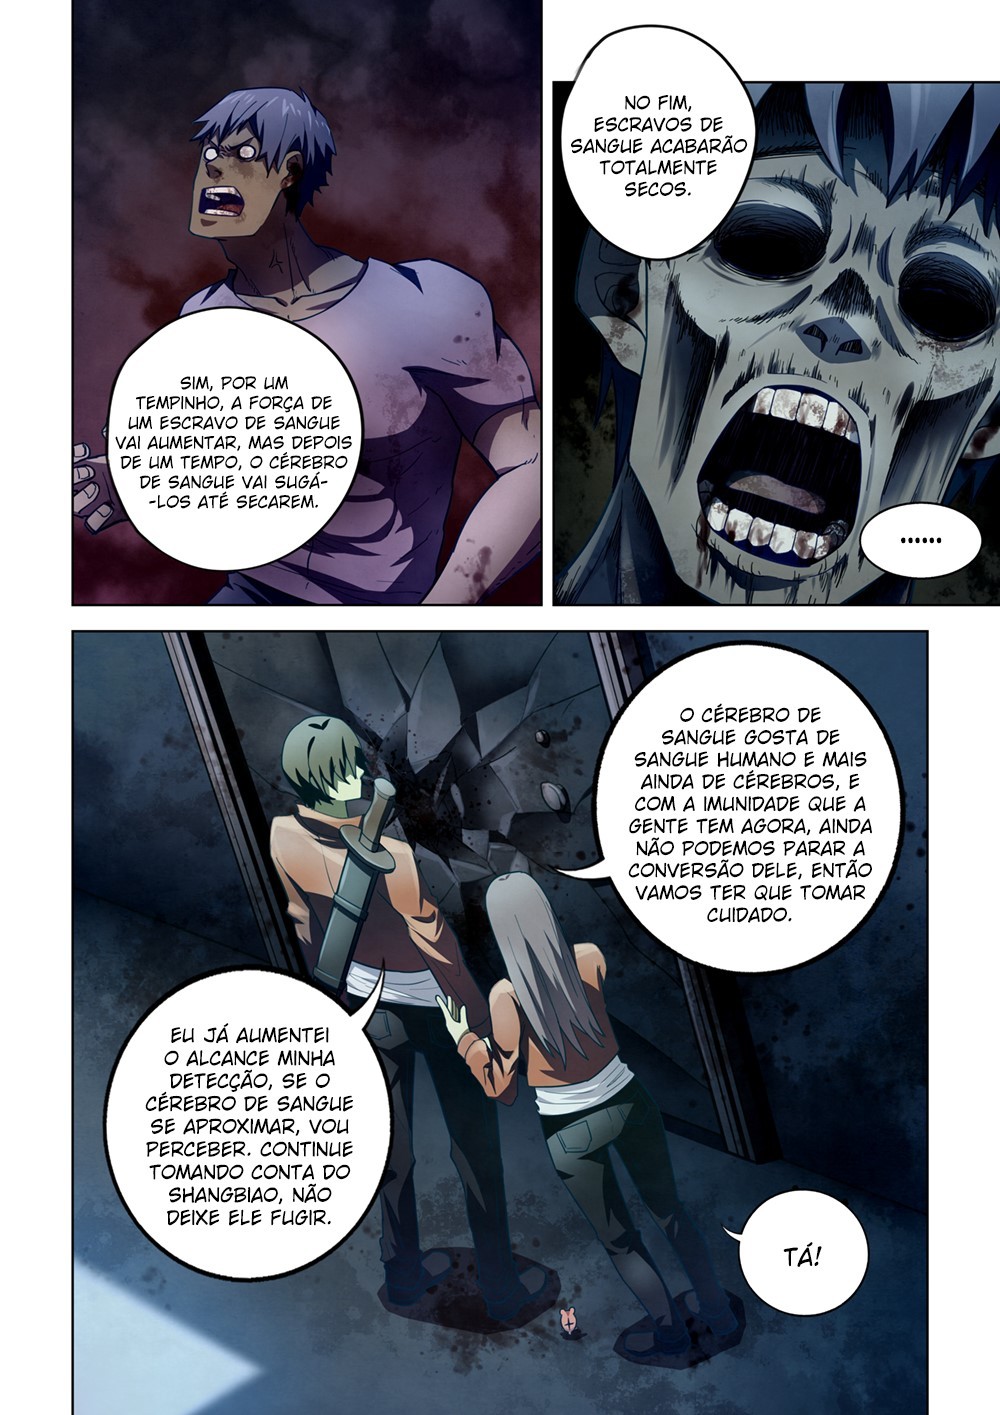 SIM, POR UM
TEMPINHO, A FORÇA DE
UM ESCRAVO DE SANGUE
VAI AUMENTAR, MAS DEPOIS
DE UM TEMPO, O CÉREBRO
DE SANGUE VAI SUGÁ-
-LOS ATÉ SECAREM.
NO FIM,
ESCRAVOS DE
SANGUE ACABARÃO
TOTALMENTE
SECOS.
......
O CÉREBRO DE
SANGUE GOSTA DE
SANGUE HUMANO E MAIS
AINDA DE CÉREBROS, E
COM A IMUNIDADE QUE A
GENTE TEM AGORA, AINDA
NÃO PODEMOS PARAR A
CONVERSÃO DELE, ENTÃO
VAMOS TER QUE TOMAR
CUIDADO.
EU JÁ AUMENTEI
O ALCANCE MINHA
DETECÇÃO, SE O
CÉREBRO DE SANGUE
SE APROXIMAR, VOU
PERCEBER. CONTINUE
TOMANDO CONTA DO
SHANGBIAO, NÃO
DEIXE ELE FUGIR.
TÁ!